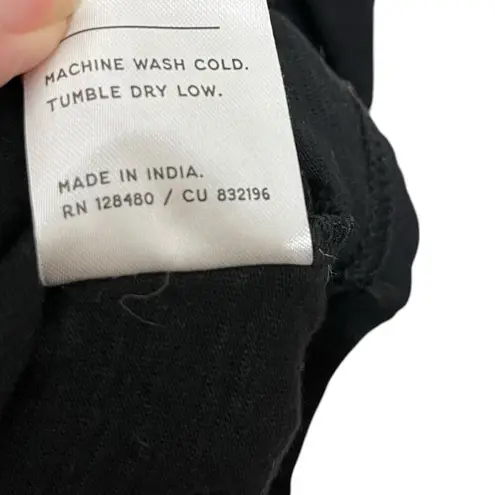 MACHINE WASH COLD.
TUMBLE DRY LOW.
MADE IN INDIA.
RN 128480 / CU 832196